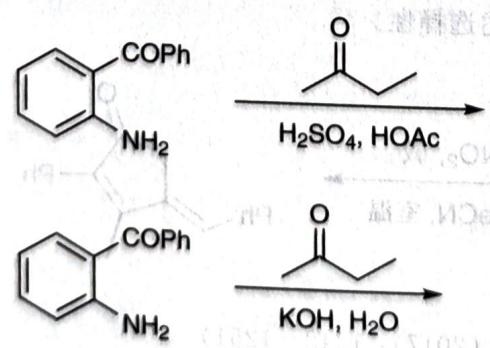 COPh
O
NH2
H2SO4, HOAc
COPh
O
NH2
KOH, H2O